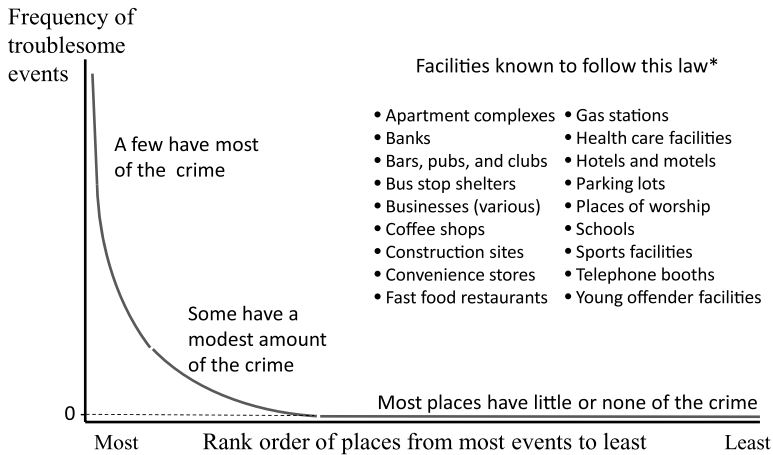 Frequency of
troublesome
events
Facilities known to follow this law*
• Apartment complexes
• Banks
• Bars, pubs, and clubs
• Bus stop shelters
• Businesses (various)
• Coffee shops
• Construction sites
• Convenience stores
• Fast food restaurants
• Gas stations
• Health care facilities
• Hotels and motels
• Parking lots
• Places of worship
• Schools
• Sports facilities
• Telephone booths
• Young offender facilities
A few have most
of the crime
Some have a
modest amount
of the crime
Most places have little or none of the crime
0
Most
Rank order of places from most events to least
Least